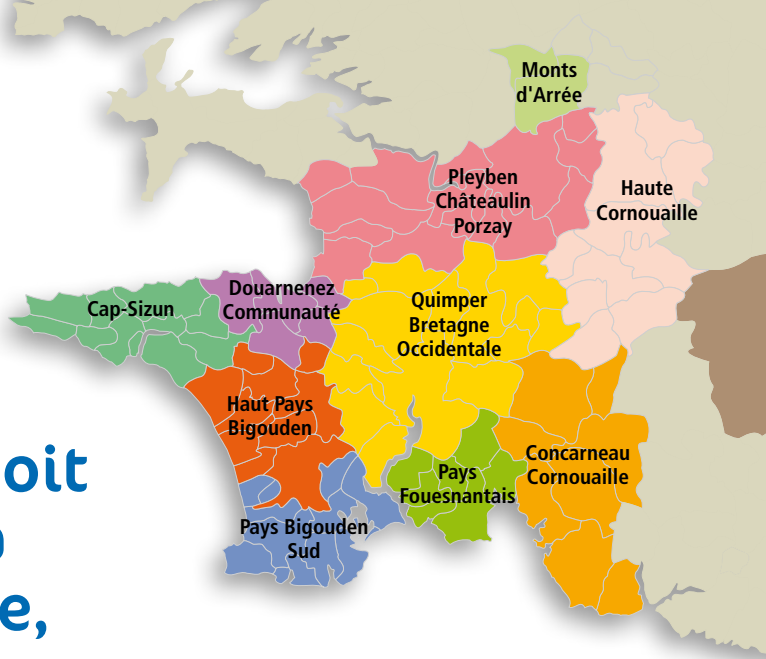 Monts
d'Arrée
Pleyben
Châteaulin
Porzay
Haute
Cornouaille
Cap-Sizun
Douarnenez
Communauté
Quimper
Bretagne
Occidentale
Haut Pays
Bigouden
Concarneau
Cornouaille
Pays
Fouesnantais
Pays Bigouden
Sud
oit
e,